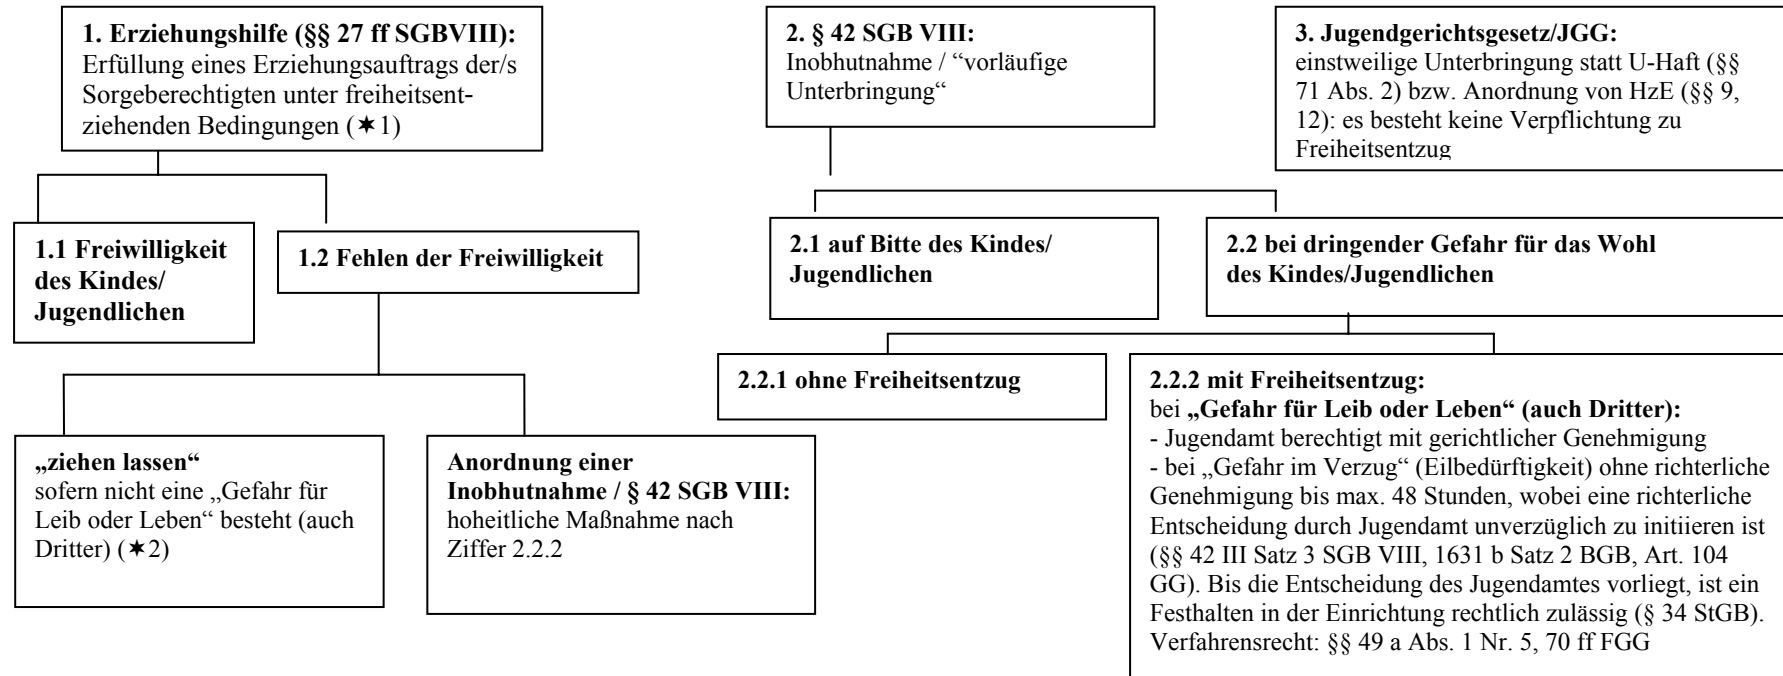 1. Erziehungshilfe (§§ 27 ff SGBVIII):
Erfüllung eines Erziehungsauftrags der/s
Sorgeberechtigten unter freiheitsent-
ziehenden Bedingungen (✶1)
2. § 42 SGB VIII:
Inobhutnahme / “vorläufige
Unterbringung“
3. Jugendgerichtsgesetz/JGG:
einstweilige Unterbringung statt U-Haft (§§
71 Abs. 2) bzw. Anordnung von HzE (§§ 9,
12): es besteht keine Verpflichtung zu
Freiheitsentzug
1.1 Freiwilligkeit
des Kindes/
Jugendlichen
1.2 Fehlen der Freiwilligkeit
2.1 auf Bitte des Kindes/
Jugendlichen
2.2 bei dringender Gefahr für das Wohl
des Kindes/Jugendlichen
„ziehen lassen“
sofern nicht eine „Gefahr für
Leib oder Leben“ besteht (auch
Dritter) (✶2)
Anordnung einer
Inobhutnahme / § 42 SGB VIII:
hoheitliche Maßnahme nach
Ziffer 2.2.2
2.2.1 ohne Freiheitsentzug
2.2.2 mit Freiheitsentzug:
bei „Gefahr für Leib oder Leben“ (auch Dritter):
- Jugendamt berechtigt mit gerichtlicher Genehmigung
- bei „Gefahr im Verzug“ (Eilbedürftigkeit) ohne richterliche
Genehmigung bis max. 48 Stunden, wobei eine richterliche
Entscheidung durch Jugendamt unverzüglich zu initiieren ist
(§§ 42 III Satz 3 SGB VIII, 1631 b Satz 2 BGB, Art. 104
GG). Bis die Entscheidung des Jugendamtes vorliegt, ist ein
Festhalten in der Einrichtung rechtlich zulässig (§ 34 StGB).
Verfahrensrecht: §§ 49 a Abs. 1 Nr. 5, 70 ff FGG